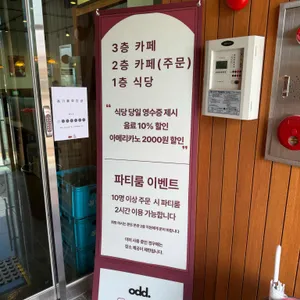 3층 카페
2층 카페(주문)
1층 식당
"
식당 당일 영수증 제시
음료 10% 할인
아메리카노 2000원 할인
"
파티룸 이벤트
10명 이상 주문 시 파티룸
2시간 이용 가능합니다
odd.